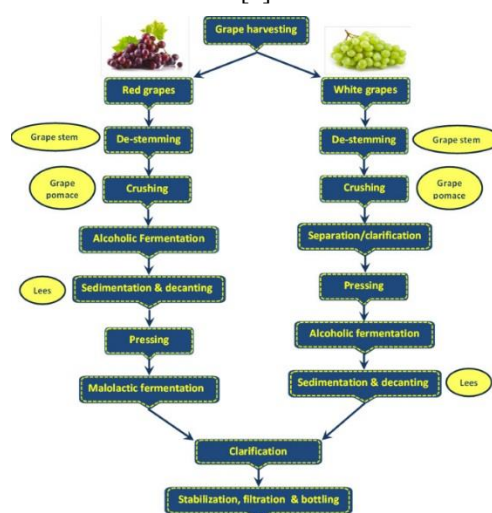 Grape harvesting
Red grapes
White grapes
Grape stem
De-stemming
De-stemming
Grape stem
Grape
pomace
Crushing
Crushing
Grape
pomace
Alcoholic Fermentation
Separation/clarification
Lees
Sedimentation & decanting
Pressing
Pressing
Alcoholic fermentation
Malolactic fermentation
Sedimentation & decanting
Lees
Clarification
Stabilization, filtration & bottling